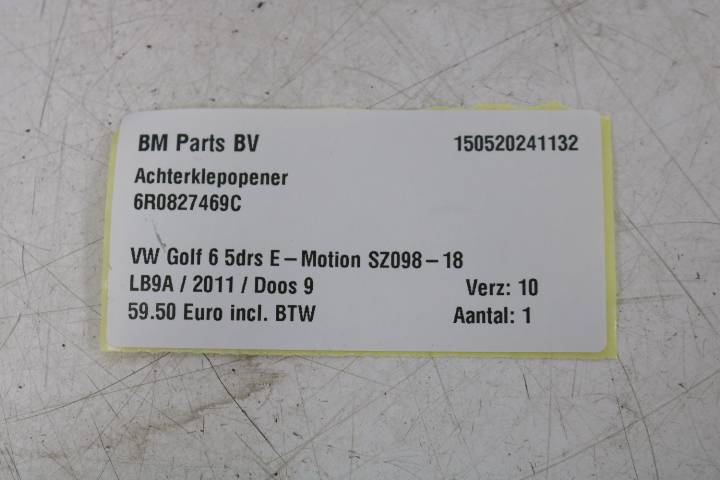 BM Parts BV 150520241132
Achterklepopener
6R0827469C
VW Golf 6 5drs E-Motion SZ098-18
LB9A / 2011 / Doos 9 Verz: 10
59.50 Euro incl. BTW Aantal: 1